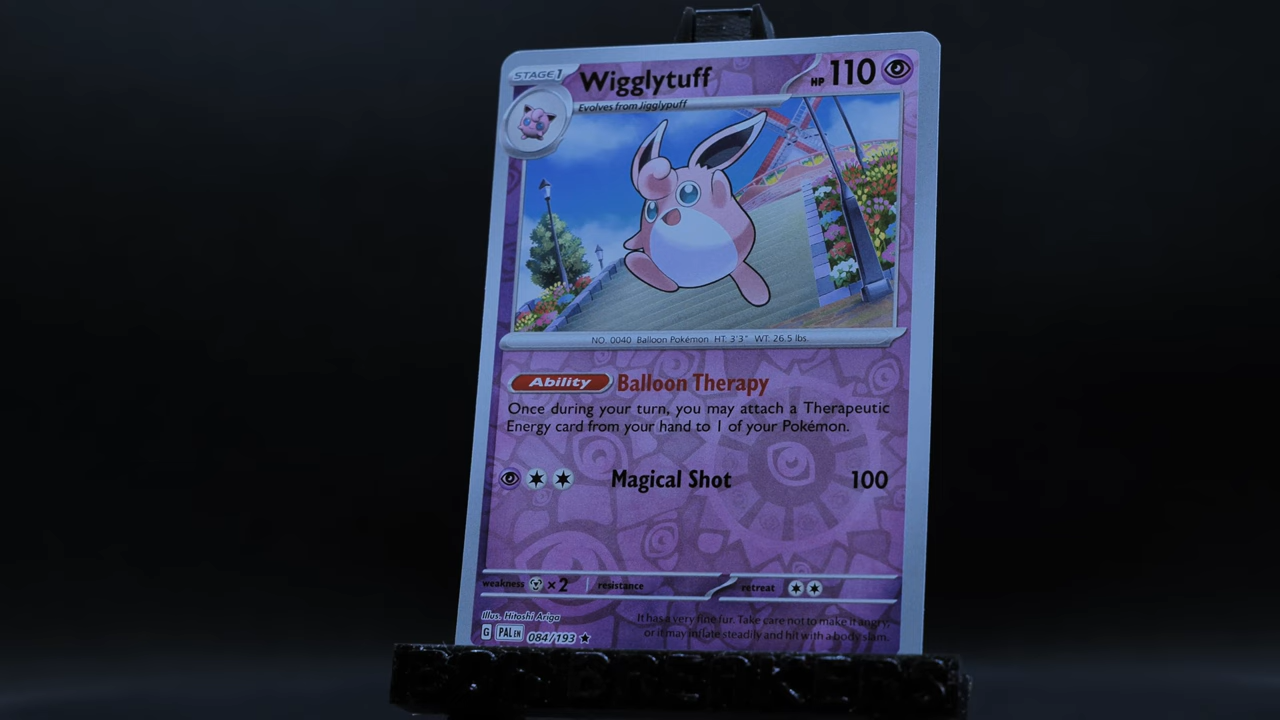 STAGE 1
Wigglytuff
HP 110
Evolves from Jigglypuff
NO. 0040 Balloon Pokémon HT: 3'3" WT: 26.5 lbs.
Ability Balloon Therapy
Once during your turn, you may attach a Therapeutic
Energy card from your hand to 1 of your Pokémon.
Magical Shot 100
weakness ×2 resistance retreat
Illus. Hitoshi Ariga
It has a very fine fur. Take care not to make it angry,
or it may inflate steadily and hit with a body slam.
G PAL EN 084/193
BREAKERS